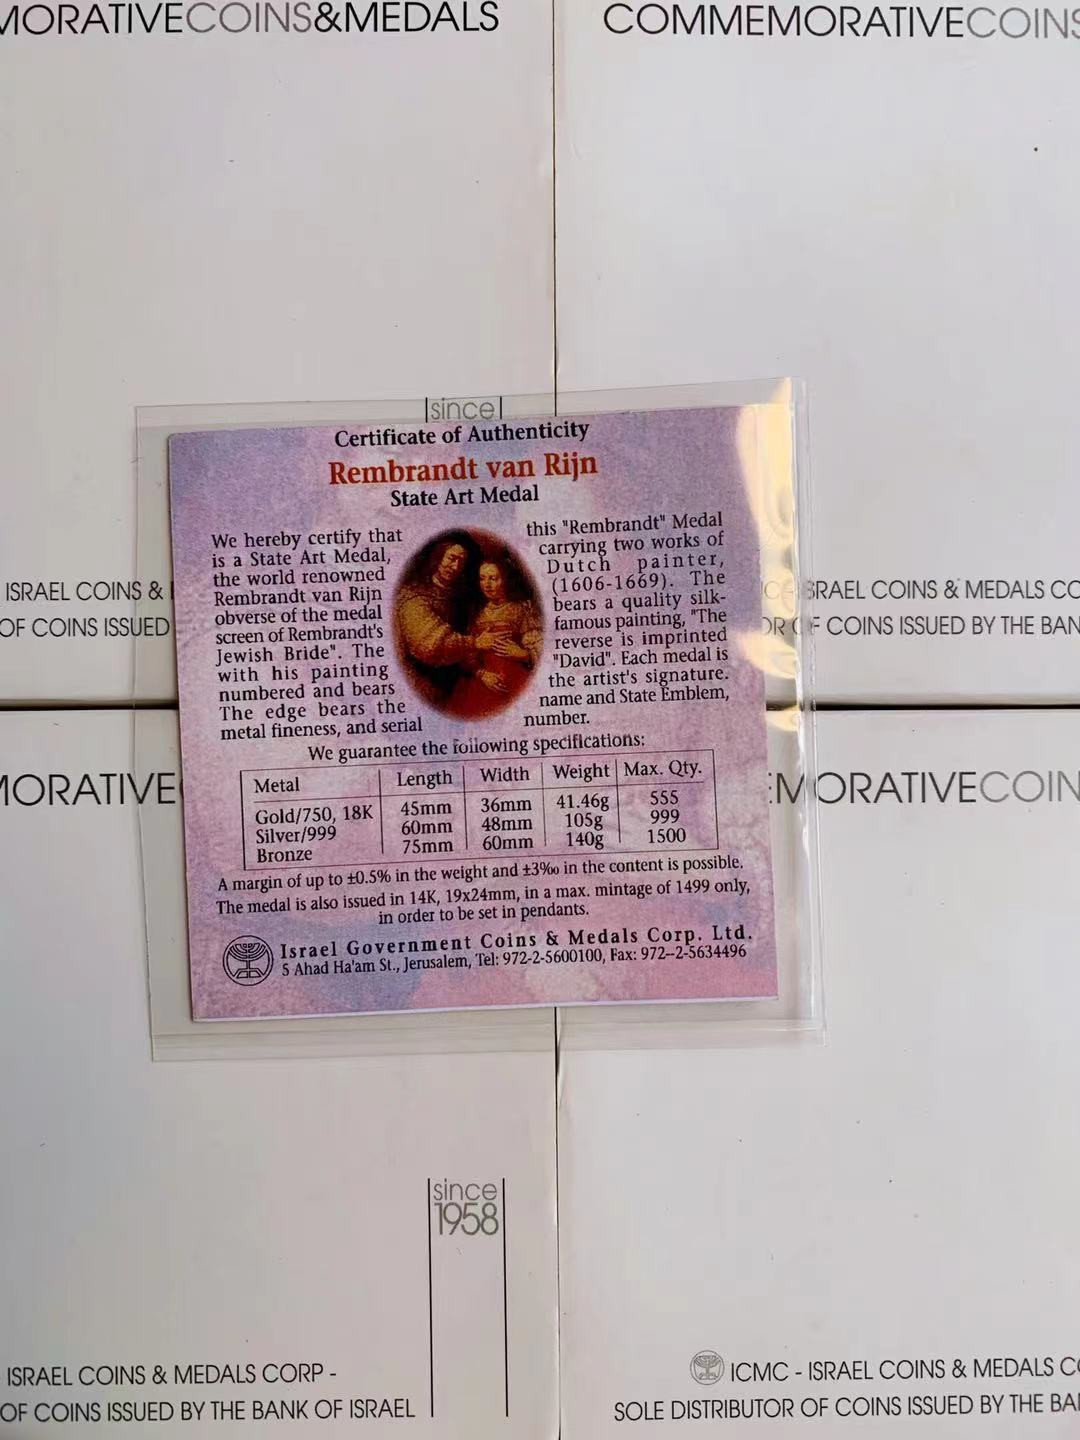 MORATIVECOINS&MEDALS
COMMEMORATIVECOINS
since
Certificate of Authenticity
Rembrandt van Rijn
State Art Medal
We hereby certify that this "Rembrandt" Medal
is a State Art Medal, carrying two works of
the world renowned Dutch painter,
Rembrandt van Rijn (1606-1669). The
obverse of the medal bears a quality silk-
screen of Rembrandt's famous painting, "The
Jewish Bride". The reverse is imprinted
with his painting "David". Each medal is
numbered and bears the artist's signature.
The edge bears the name and State Emblem,
metal fineness, and serial number.
We guarantee the following specifications:
Metal Length Width Weight Max. Qty.
Gold/750, 18K 45mm 36mm 41.46g 555
Silver/999 60mm 48mm 105g 999
Bronze 75mm 60mm 140g 1500
A margin of up to ±0.5% in the weight and ±3‰ in the content is possible.
The medal is also issued in 14K, 19x24mm, in a max. mintage of 1499 only,
in order to be set in pendants.
Israel Government Coins & Medals Corp. Ltd.
5 Ahad Ha'am St., Jerusalem, Tel: 972-2-5600100, Fax: 972--2-5634496
ISRAEL COINS &
OF COINS ISSUED
ISRAEL COINS & MEDALS CO
OF COINS ISSUED BY THE BAN
MORATIVE
EMORATIVECOIN
since
1958
ISRAEL COINS & MEDALS CORP -
OF COINS ISSUED BY THE BANK OF ISRAEL
ICMC - ISRAEL COINS & MEDALS CO
SOLE DISTRIBUTOR OF COINS ISSUED BY THE BA